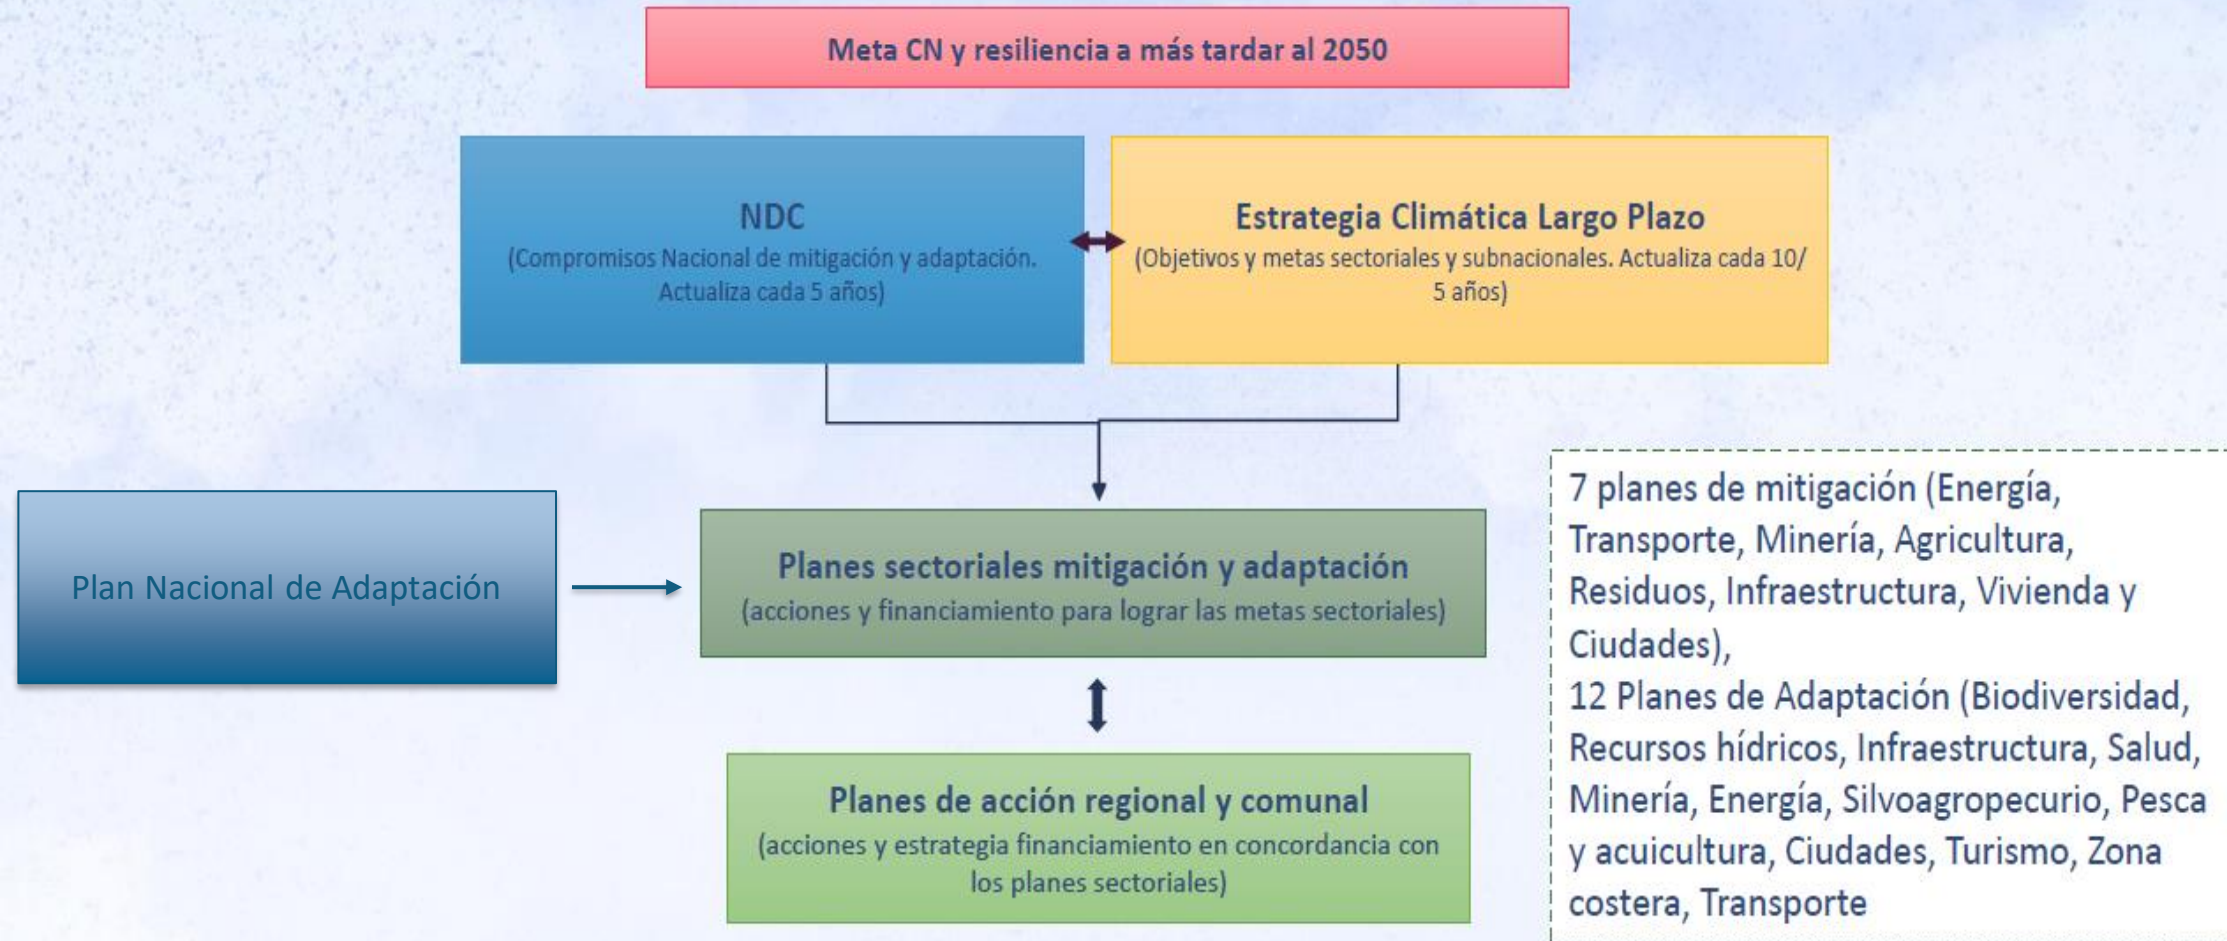 Meta CN y resiliencia a más tardar al 2050
NDC
(Compromisos Nacional de mitigación y adaptación.
Actualiza cada 5 años)
Estrategia Climática Largo Plazo
(Objetivos y metas sectoriales y subnacionales. Actualiza cada 10/
5 años)
Plan Nacional de Adaptación
Planes sectoriales mitigación y adaptación
(acciones y financiamiento para lograr las metas sectoriales)
Planes de acción regional y comunal
(acciones y estrategia financiamiento en concordancia con
los planes sectoriales)
7 planes de mitigación (Energía,
Transporte, Minería, Agricultura,
Residuos, Infraestructura, Vivienda y
Ciudades),
12 Planes de Adaptación (Biodiversidad,
Recursos hídricos, Infraestructura, Salud,
Minería, Energía, Silvoagropecurio, Pesca
y acuicultura, Ciudades, Turismo, Zona
costera, Transporte